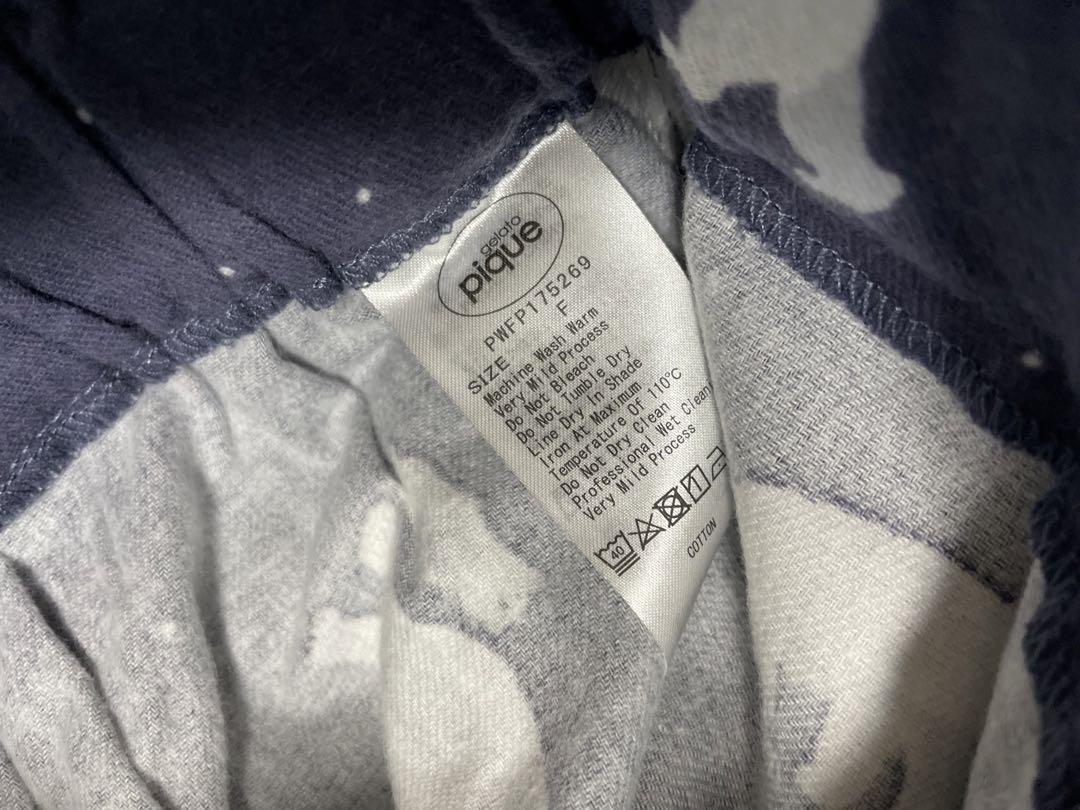 gelato
pique
PWFP175269
SIZE F
Machine Wash Warm
Very Mild Process
Do Not Bleach
Do Not Tumble Dry
Line Dry In Shade
Iron At Maximum
Temperature Of 110℃
Do Not Dry Clean
Professional Wet Cleani
Very Mild Process
40
COTTON